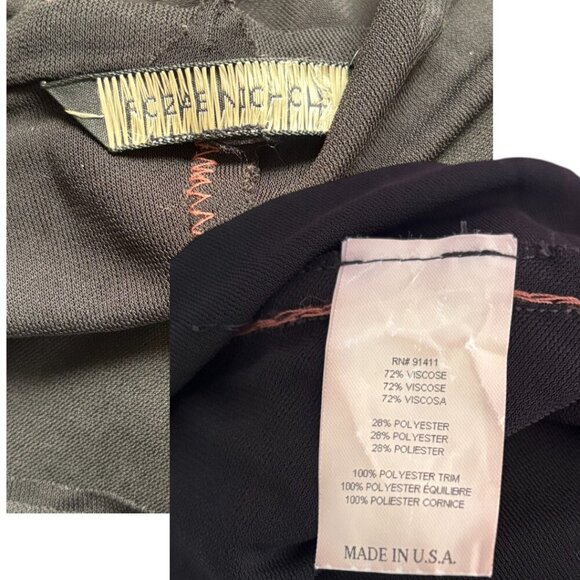 RN# 91411
72% VISCOSE
72% VISCOSE
72% VISCOSA
28% POLYESTER
28% POLYESTER
28% POLIESTER
100% POLYESTER TRIM
100% POLYESTER ÉQUILIBRE
100% POLIESTER CORNICE
MADE IN U.S.A.